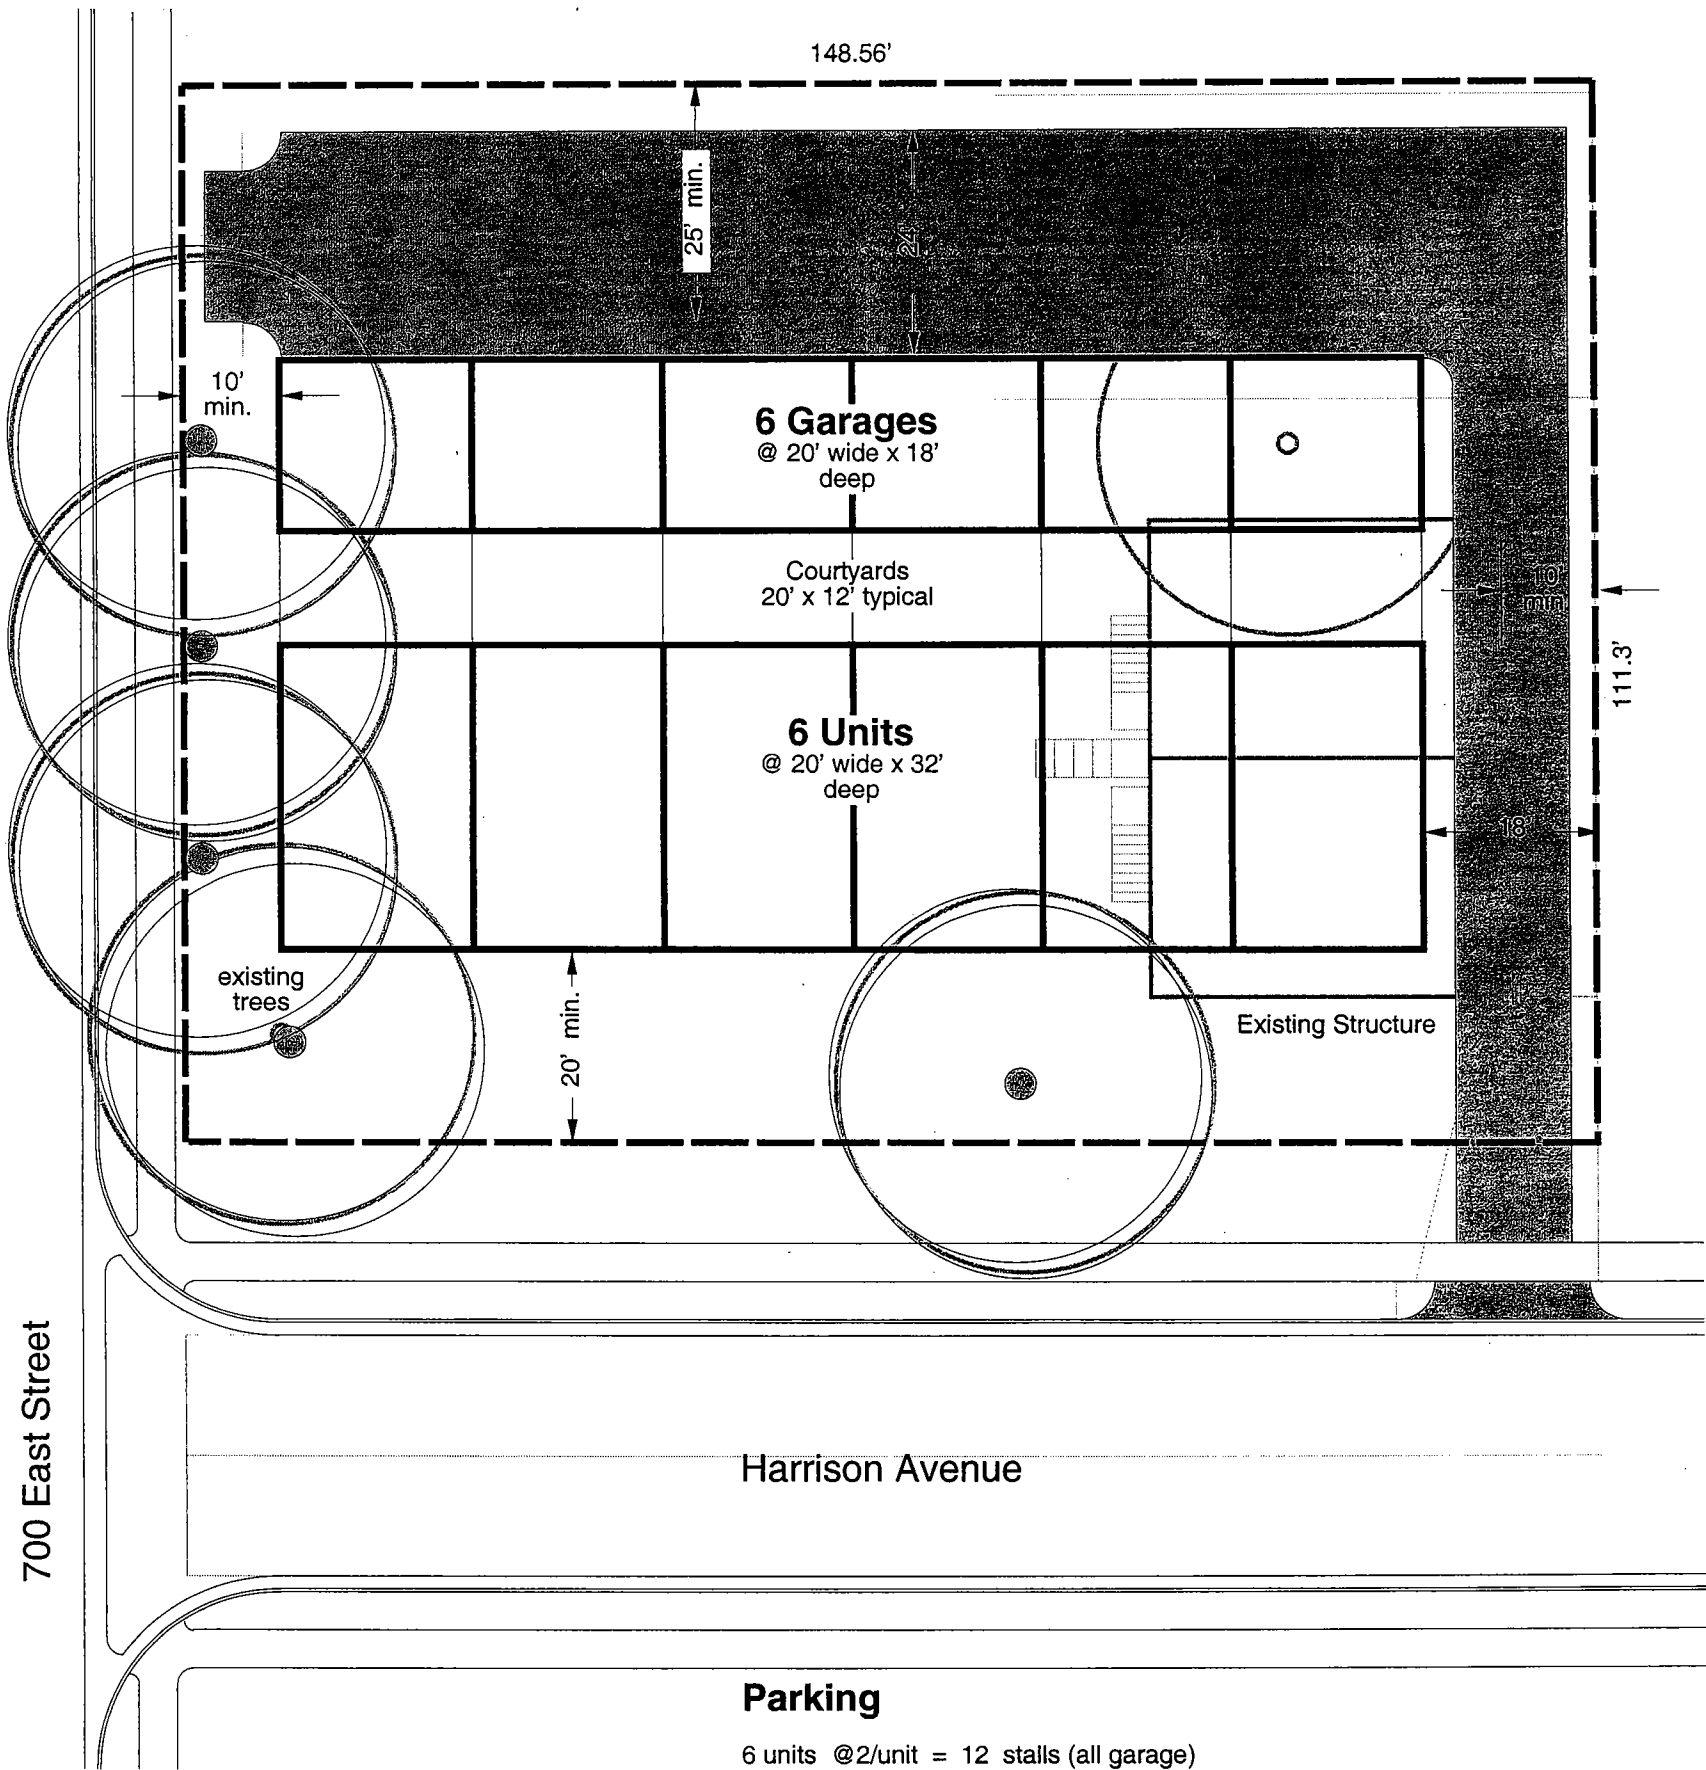 148.56'
25' min.
24'
10'
min.
6 Garages
@ 20' wide x 18'
deep
Courtyards
20' x 12' typical
10'
min
111.3'
6 Units
@ 20' wide x 32'
deep
18'
existing
trees
20' min.
Existing Structure
700 East Street
Harrison Avenue
Parking
6 units @2/unit = 12 stalls (all garage)